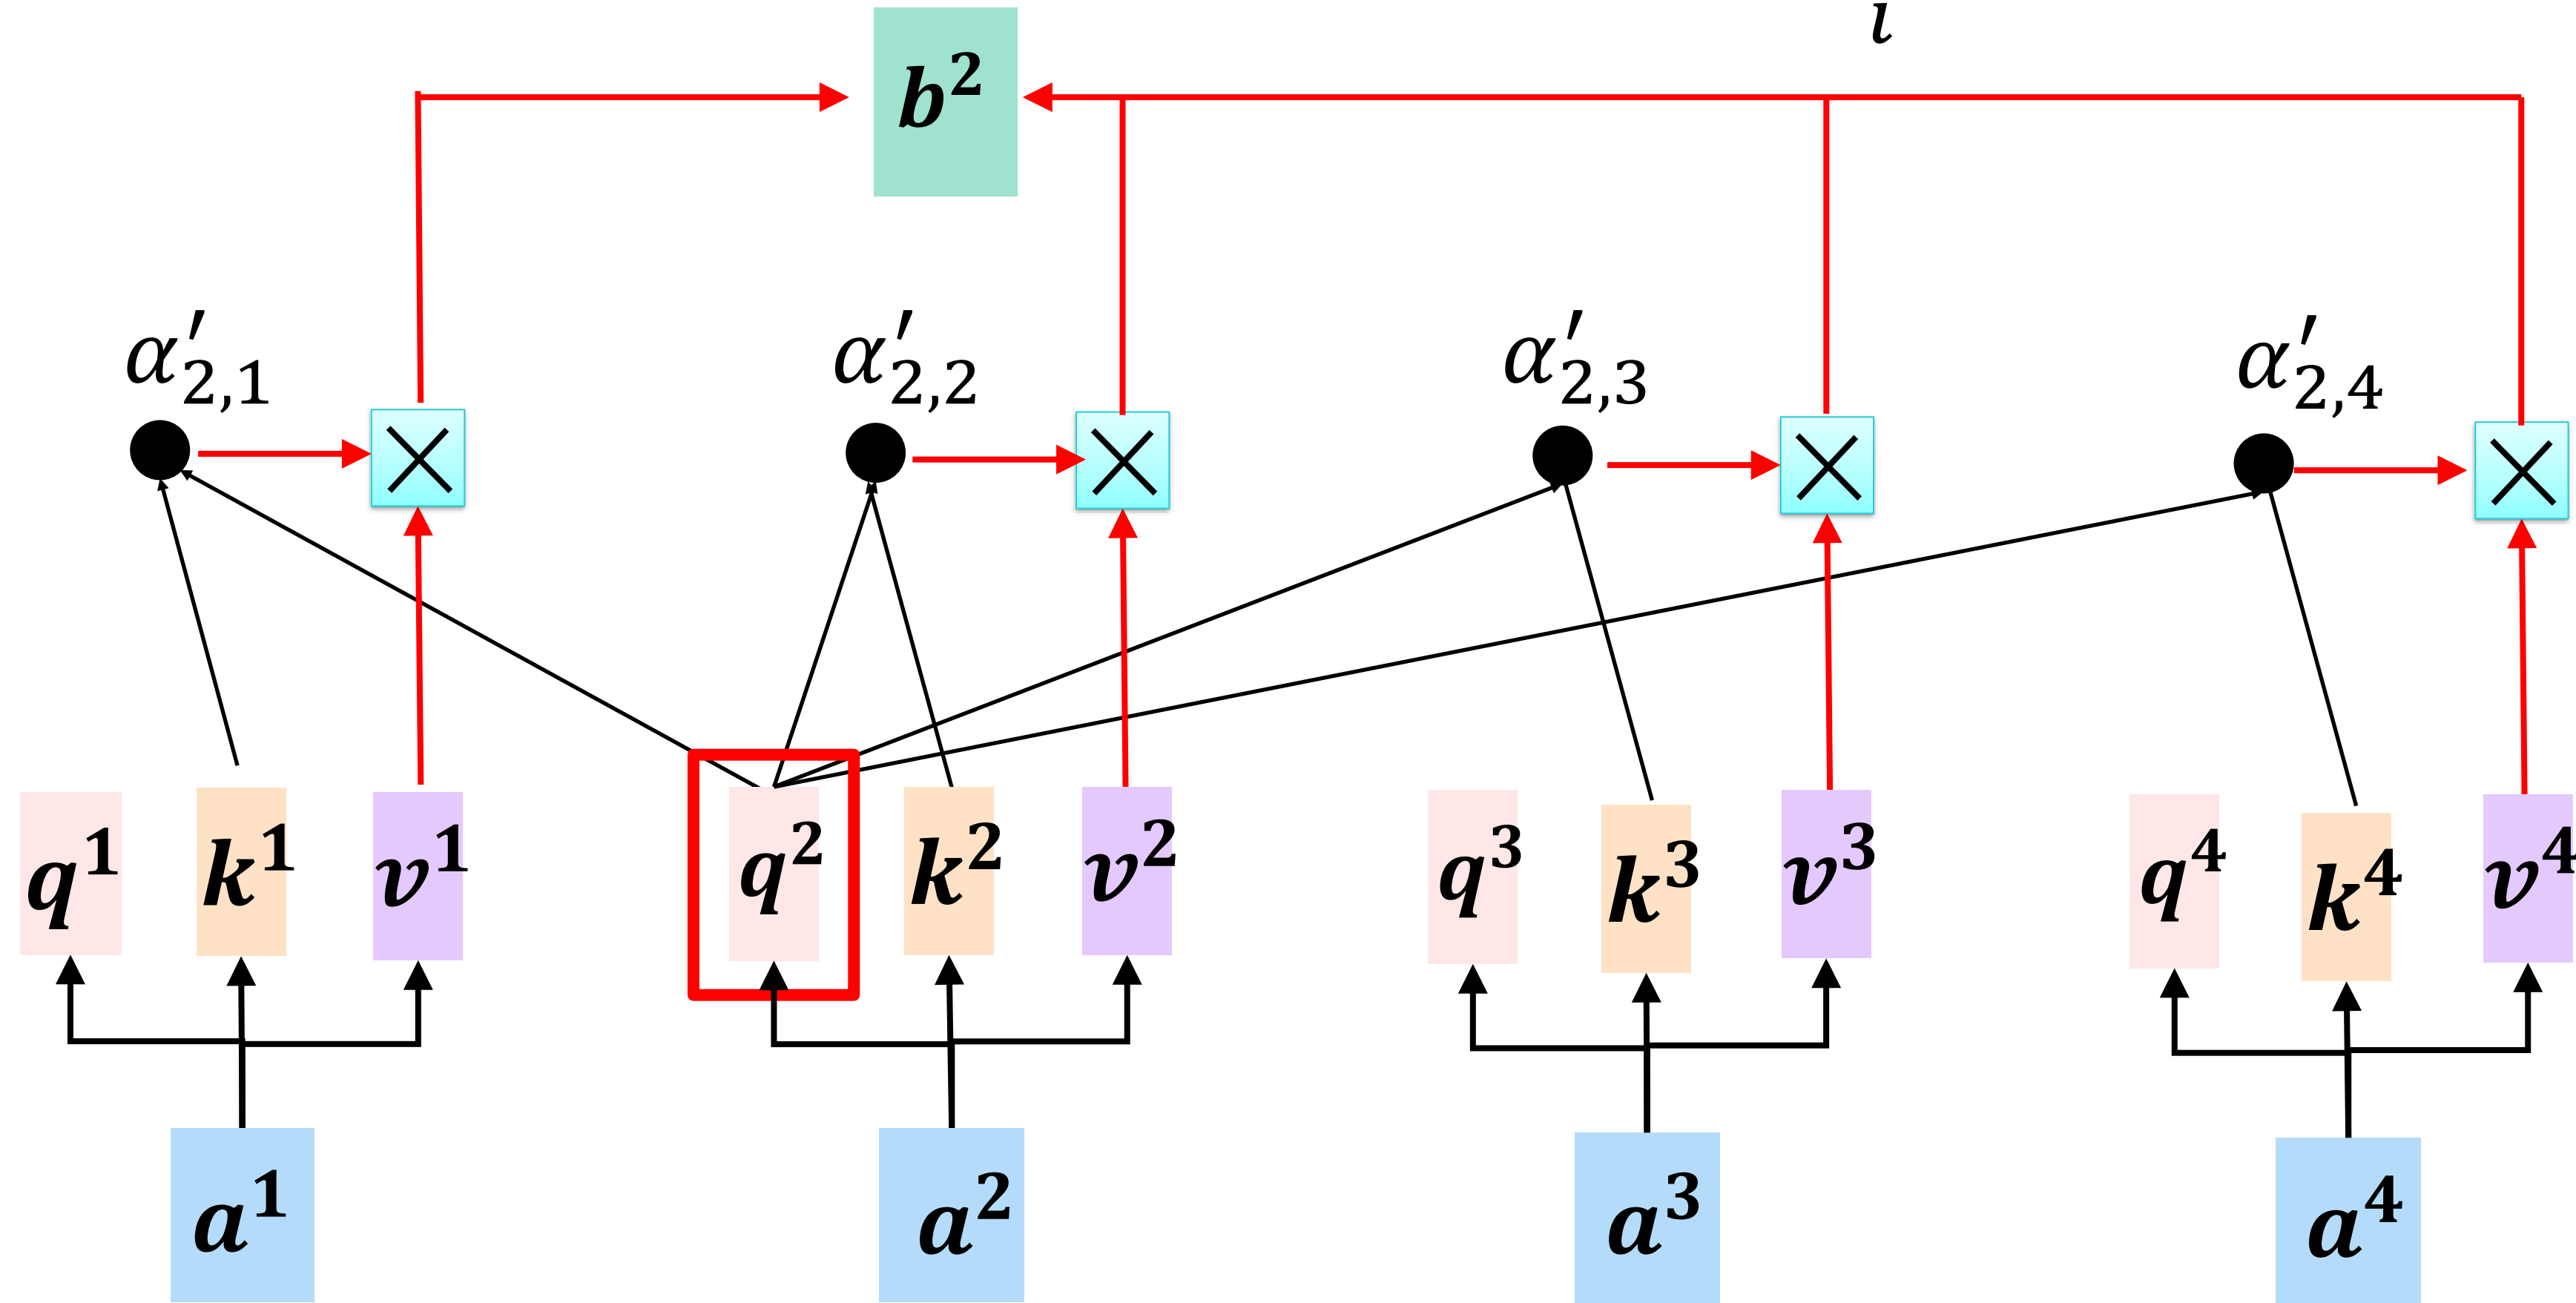 i
b²
α′2,1 α′2,2 α′2,3 α′2,4
q¹ k¹ v¹ q² k² v² q³ k³ v³ q⁴ k⁴ v⁴
a¹ a² a³ a⁴